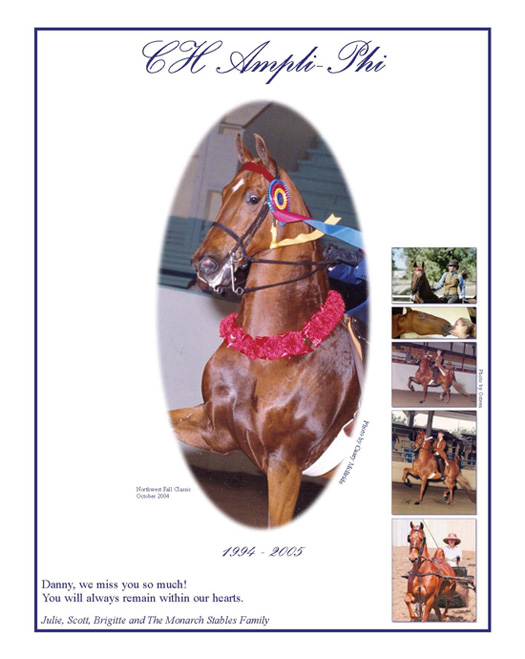 CH Ampli-Phi
Photo by Ostera
Photo by Casey McBride
Northwest Fall Classic
October 2004
1994 - 2005
Danny, we miss you so much!
You will always remain within our hearts.
Julie, Scott, Brigitte and The Monarch Stables Family